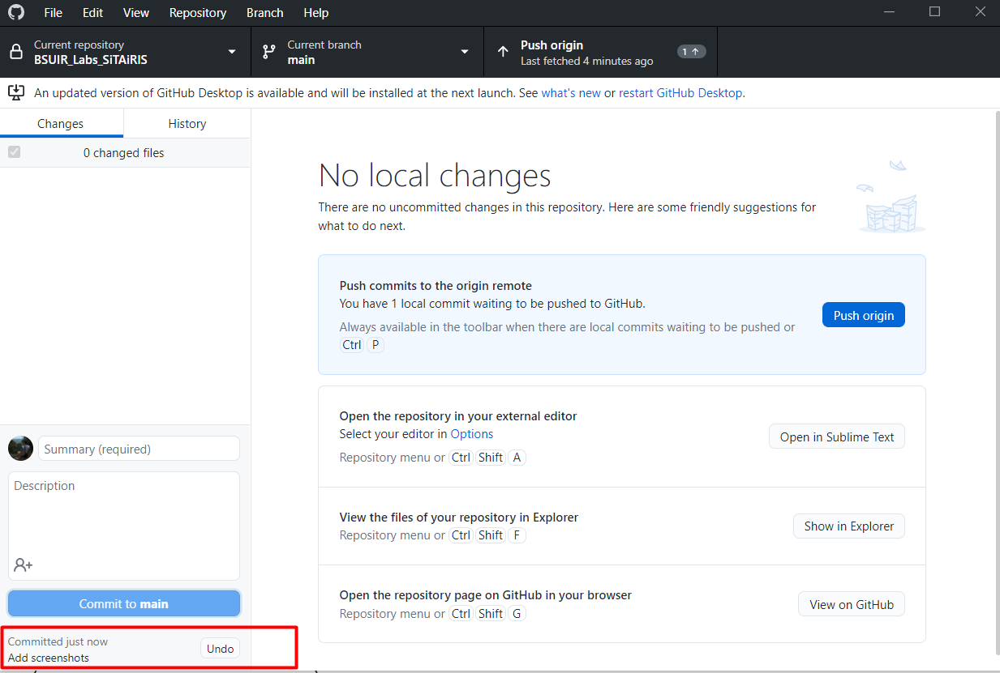 File Edit View Repository Branch Help
Current repository
BSUIR_Labs_SiTAiRIS
Current branch
main
Push origin
Last fetched 4 minutes ago
1
An updated version of GitHub Desktop is available and will be installed at the next launch. See what's new or restart GitHub Desktop.
Changes
History
0 changed files
No local changes
There are no uncommitted changes in this repository. Here are some friendly suggestions for
what to do next.
Push commits to the origin remote
You have 1 local commit waiting to be pushed to GitHub.
Always available in the toolbar when there are local commits waiting to be pushed or
Ctrl P
Push origin
Open the repository in your external editor
Select your editor in Options
Repository menu or Ctrl Shift A
Open in Sublime Text
View the files of your repository in Explorer
Repository menu or Ctrl Shift F
Show in Explorer
Open the repository page on GitHub in your browser
Repository menu or Ctrl Shift G
View on GitHub
Summary (required)
Description
Commit to main
Committed just now
Add screenshots
Undo